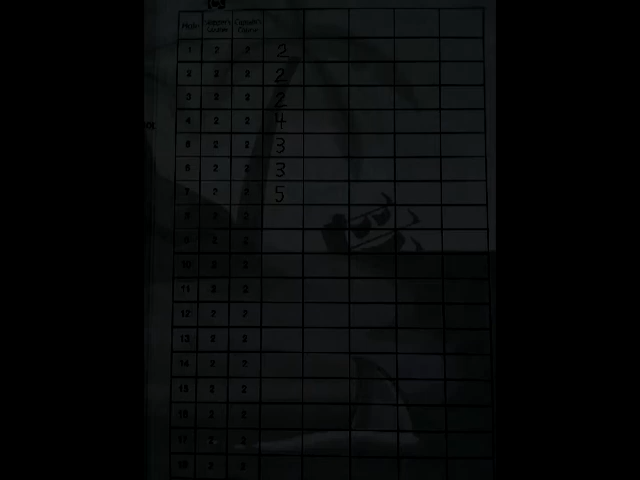 Hole
1 2 2 2
2 2 2 2
3 2 2 2
4 2 2 4
5 2 2 3
6 2 2 3
7 2 2 5
8 2 2
9 2 2
10 2 2
11 2 2
12 2 2
13 2 2
14 2 2
15 2 2
16 2 2
17 2 2
18 2 2